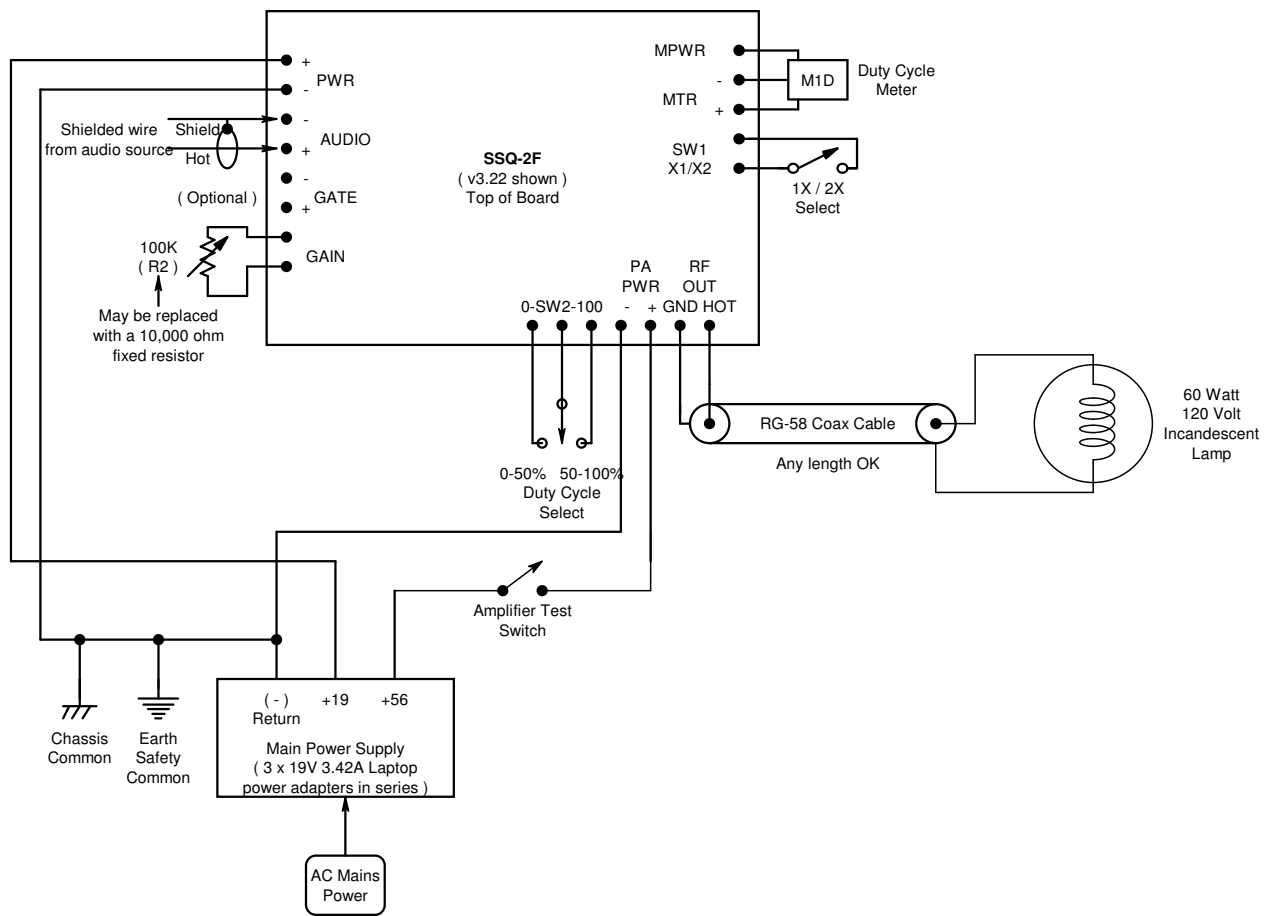 +
PWR
-
Shielded wire
from audio source
Shield
Hot
-
AUDIO
+
-
( Optional )
GATE
+
GAIN
100K
( R2 )
May be replaced
with a 10,000 ohm
fixed resistor
SSQ-2F
( v3.22 shown )
Top of Board
MPWR
-
MTR
+
M1D
Duty Cycle
Meter
SW1
X1/X2
1X / 2X
Select
PA
PWR
- +
RF
OUT
GND HOT
0-SW2-100
0-50% 50-100%
Duty Cycle
Select
RG-58 Coax Cable
Any length OK
60 Watt
120 Volt
Incandescent
Lamp
Amplifier Test
Switch
( - )
Return
+19
+56
Main Power Supply
( 3 x 19V 3.42A Laptop
power adapters in series )
Chassis
Common
Earth
Safety
Common
AC Mains
Power